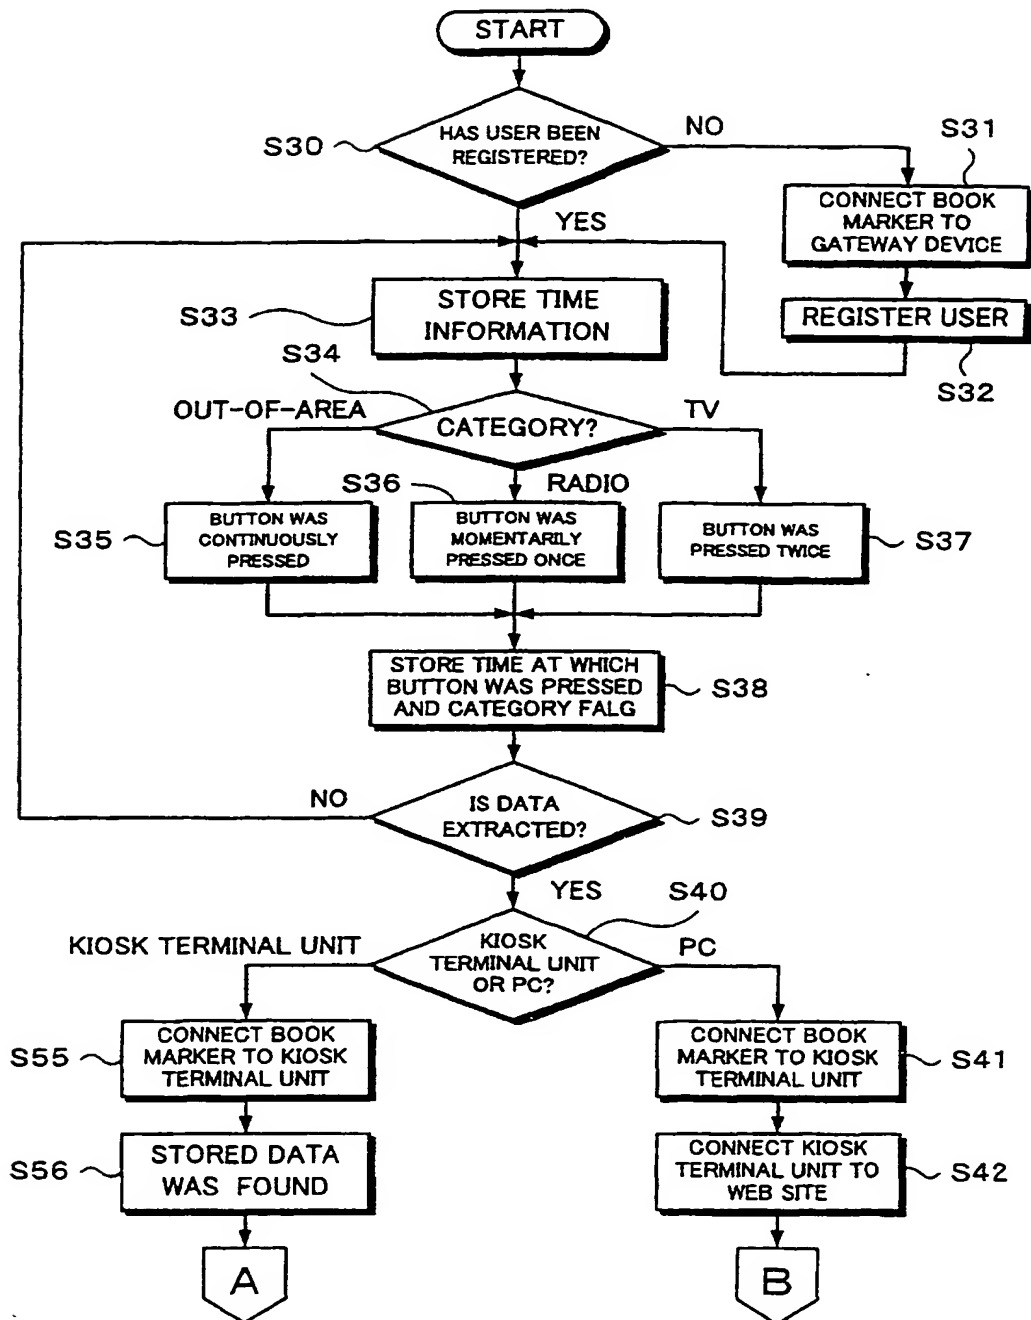 START
S30
HAS USER BEEN
REGISTERED?
NO
S31
CONNECT BOOK
MARKER TO
GATEWAY DEVICE
YES
REGISTER USER
S32
S33
STORE TIME
INFORMATION
S34
OUT-OF-AREA
CATEGORY?
TV
S36
RADIO
S35
BUTTON WAS
CONTINUOUSLY
PRESSED
BUTTON WAS
MOMENTARILY
PRESSED ONCE
BUTTON WAS
PRESSED TWICE
S37
STORE TIME AT WHICH
BUTTON WAS PRESSED
AND CATEGORY FALG
S38
NO
IS DATA
EXTRACTED?
S39
YES
S40
KIOSK TERMINAL UNIT
KIOSK
TERMINAL UNIT
OR PC?
PC
S55
CONNECT BOOK
MARKER TO KIOSK
TERMINAL UNIT
CONNECT BOOK
MARKER TO KIOSK
TERMINAL UNIT
S41
S56
STORED DATA
WAS FOUND
CONNECT KIOSK
TERMINAL UNIT TO
WEB SITE
S42
A
B